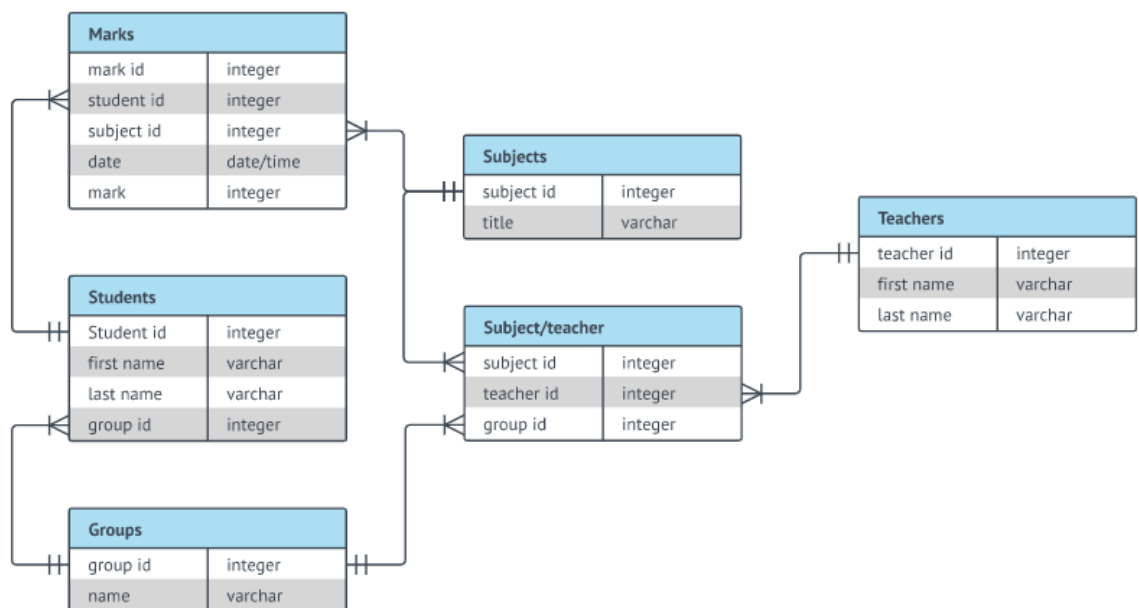 Marks
mark id integer
student id integer
subject id integer
date date/time
mark integer
Subjects
subject id integer
title varchar
Teachers
teacher id integer
first name varchar
last name varchar
Students
Student id integer
first name varchar
last name varchar
group id integer
Subject/teacher
subject id integer
teacher id integer
group id integer
Groups
group id integer
name varchar